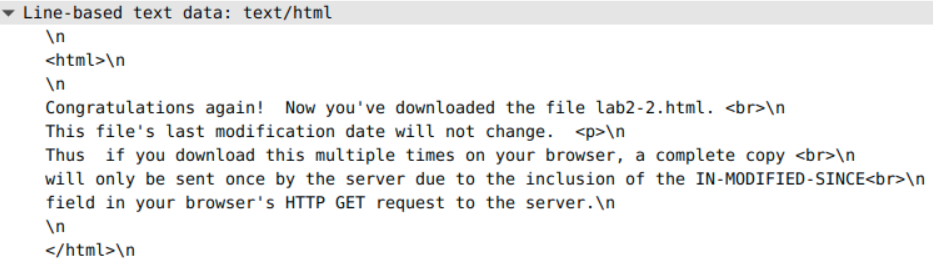 Line-based text data: text/html
\n
<html>\n
\n
Congratulations again!  Now you've downloaded the file lab2-2.html. <br>\n
This file's last modification date will not change.  <p>\n
Thus  if you download this multiple times on your browser, a complete copy <br>\n
will only be sent once by the server due to the inclusion of the IN-MODIFIED-SINCE<br>\n
field in your browser's HTTP GET request to the server.\n
\n
</html>\n